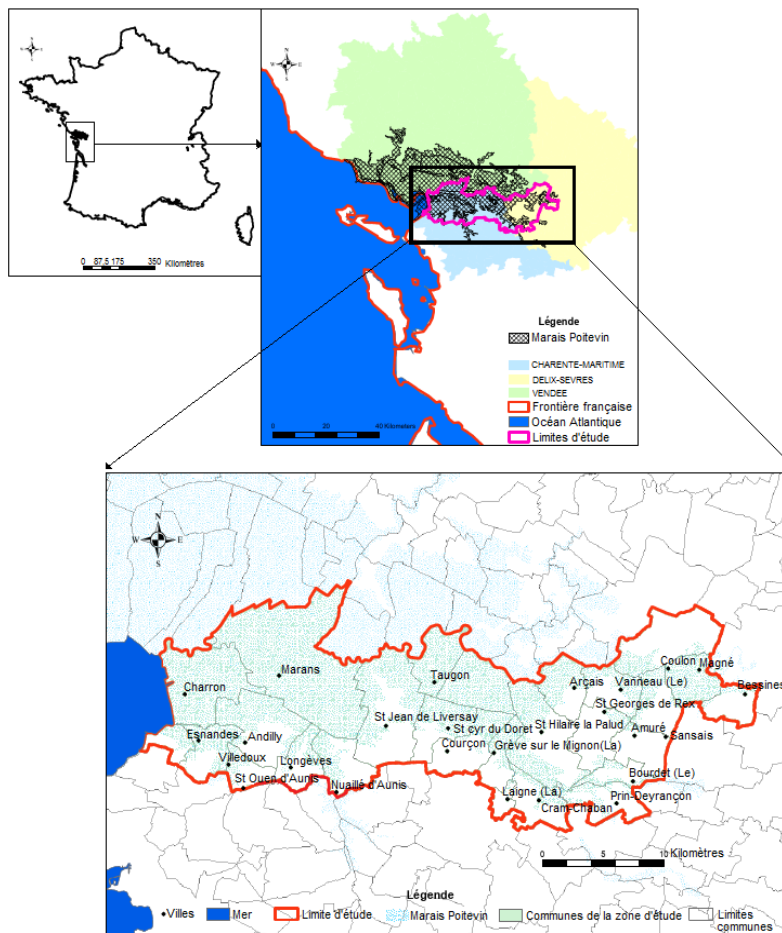 N
W E
S
0 87,5 175 350 Kilomètres
N
W E
S
Légende
Marais Poitevin
CHARENTE-MARITIME
DEUX-SEVRES
VENDEE
Frontière française
Océan Atlantique
Limites d'étude
0 20 40 Kilometers
N
W E
S
Marans
Charron
Taugon
Coulon
Magné
Arçais
Vanneau (Le)
Bessines
St Georges de Rex
St Jean de Liversay
St cyr du Doret
St Hilaire la Palud
Amuré
Sansais
Esnandes
Andilly
Courçon
Grève sur le Mignon(La)
Villedoux
Longèves
St Ouen d'Aunis
Nuaillé d'Aunis
Bourdet (Le)
Laigne (La)
Cram-Chaban
Prin-Deyrançon
0 5 10
Kilomètres
Légende
Villes
Mer
Limite d'étude
Marais Poitevin
Communes de la zone d'étude
Limites
communes